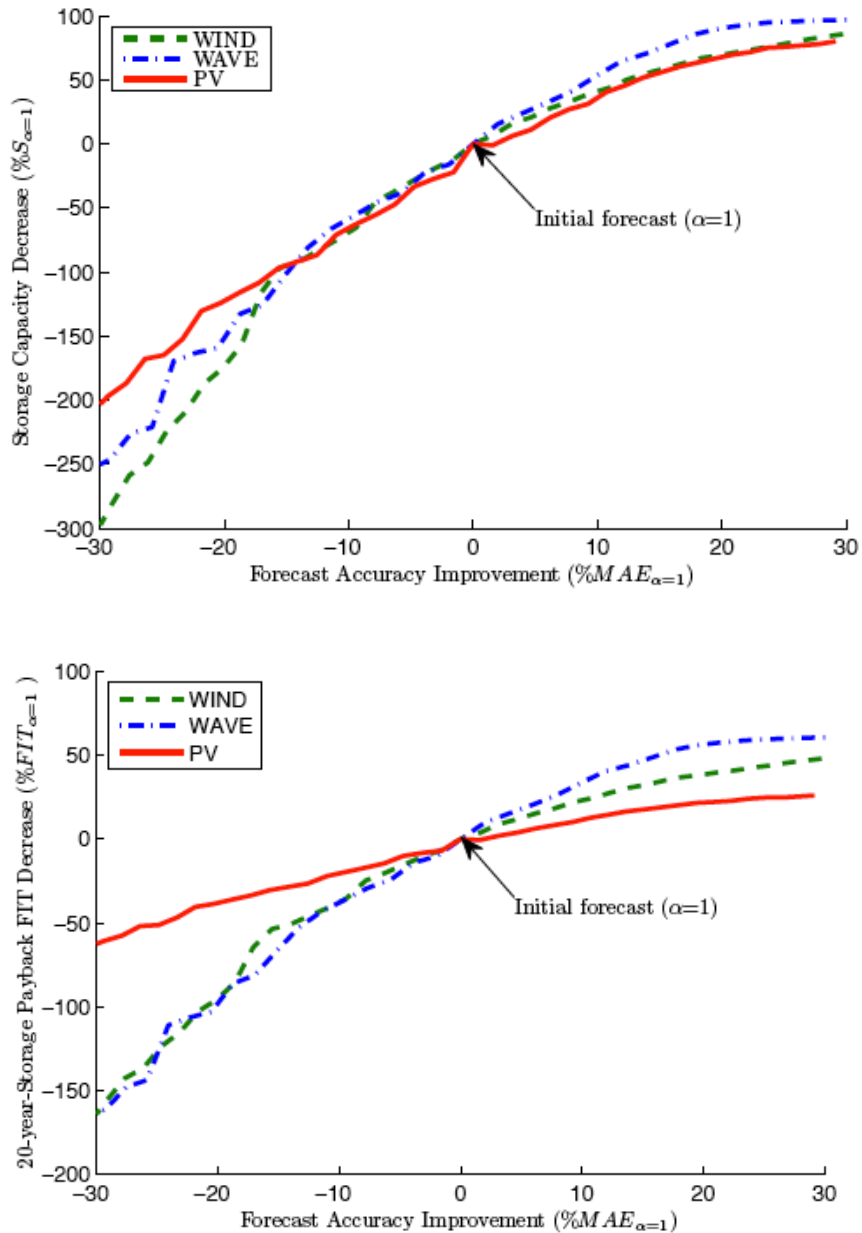 100
50
0
−50
−100
−150
−200
−250
−300
Storage Capacity Decrease (%S_{α=1})
WIND
WAVE
PV
Initial forecast (α=1)
−30 −20 −10 0 10 20 30
Forecast Accuracy Improvement (%MAE_{α=1})
100
50
0
−50
−100
−150
−200
20-year-Storage Payback FIT Decrease (%FIT_{α=1})
WIND
WAVE
PV
Initial forecast (α=1)
−30 −20 −10 0 10 20 30
Forecast Accuracy Improvement (%MAE_{α=1})